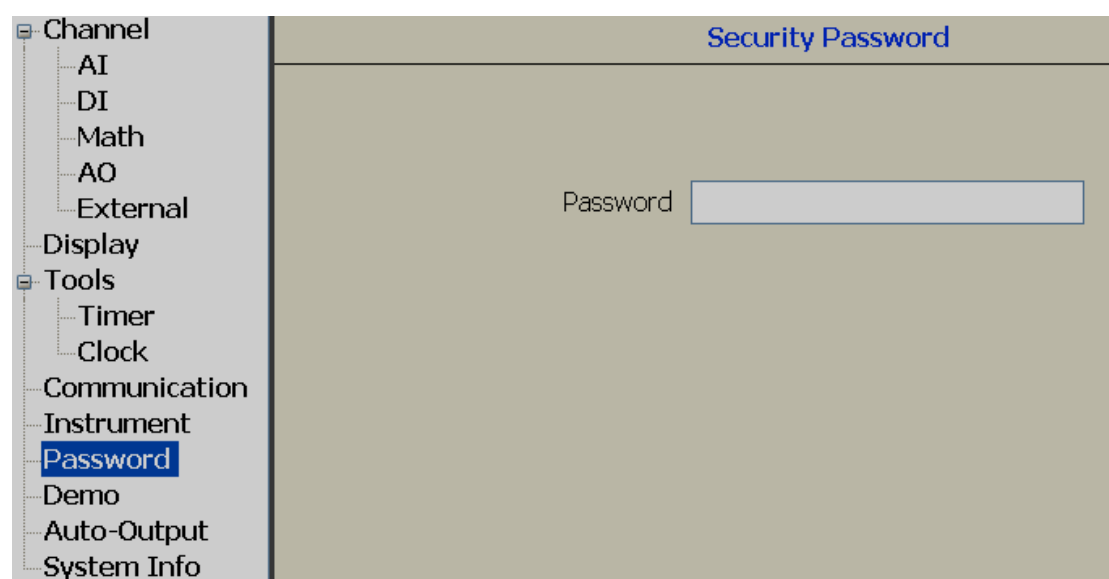 Channel
AI
DI
Math
AO
External
Display
Tools
Timer
Clock
Communication
Instrument
Password
Demo
Auto-Output
System Info
Security Password
Password